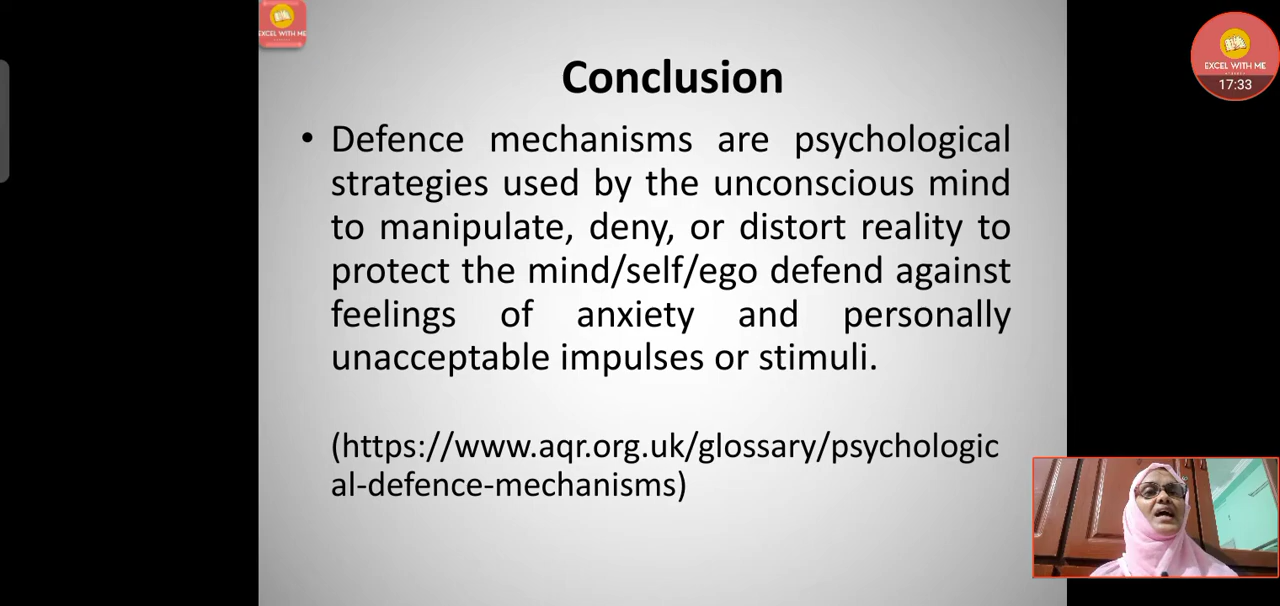 EXCEL WITH ME
EXCEL WITH ME
17:33
Conclusion
• Defence mechanisms are psychological
strategies used by the unconscious mind
to manipulate, deny, or distort reality to
protect the mind/self/ego defend against
feelings of anxiety and personally
unacceptable impulses or stimuli.
(https://www.aqr.org.uk/glossary/psychologic
al-defence-mechanisms)